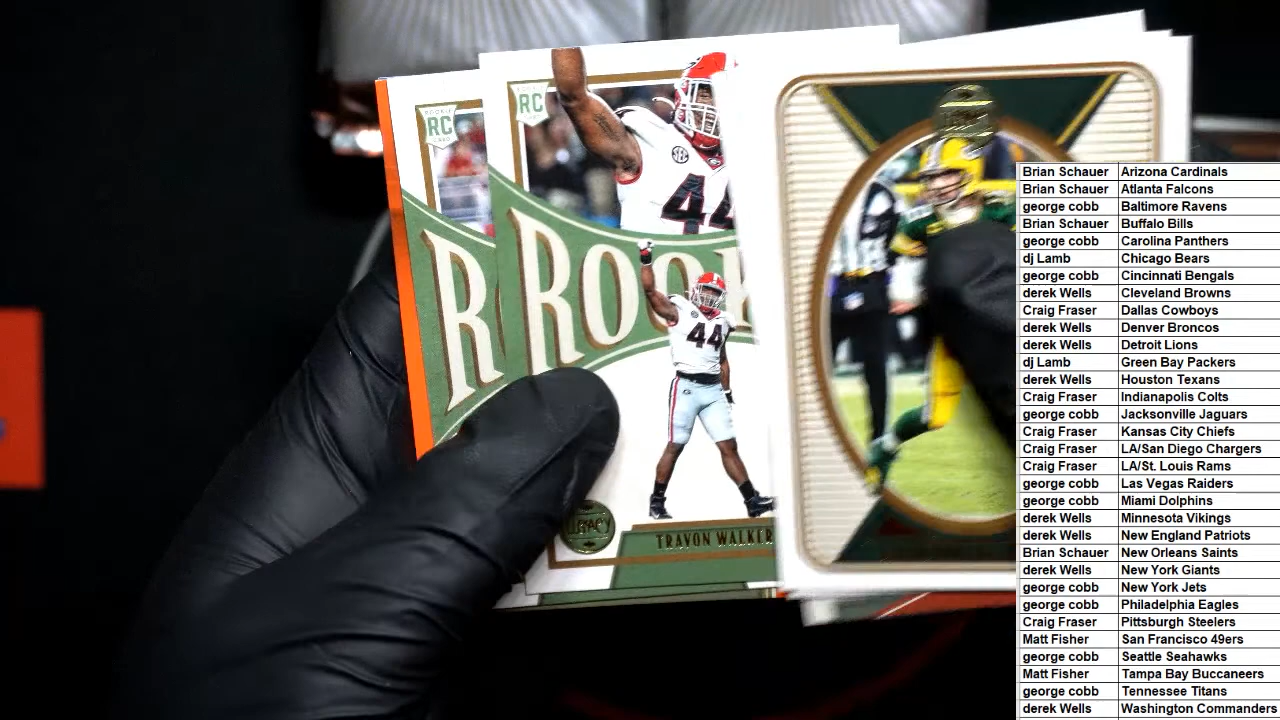 ROOKIE
RC
CARD
ROOKIE
RC
CARD
R
ROOK
SEC
44
44
LEGACY
TRAVON WALKER
Brian Schauer Arizona Cardinals
Brian Schauer Atlanta Falcons
george cobb Baltimore Ravens
Brian Schauer Buffalo Bills
george cobb Carolina Panthers
dj Lamb Chicago Bears
george cobb Cincinnati Bengals
derek Wells Cleveland Browns
Craig Fraser Dallas Cowboys
derek Wells Denver Broncos
derek Wells Detroit Lions
dj Lamb Green Bay Packers
derek Wells Houston Texans
Craig Fraser Indianapolis Colts
george cobb Jacksonville Jaguars
Craig Fraser Kansas City Chiefs
Craig Fraser LA/San Diego Chargers
Craig Fraser LA/St. Louis Rams
george cobb Las Vegas Raiders
george cobb Miami Dolphins
derek Wells Minnesota Vikings
derek Wells New England Patriots
Brian Schauer New Orleans Saints
derek Wells New York Giants
george cobb New York Jets
george cobb Philadelphia Eagles
Craig Fraser Pittsburgh Steelers
Matt Fisher San Francisco 49ers
george cobb Seattle Seahawks
Matt Fisher Tampa Bay Buccaneers
george cobb Tennessee Titans
derek Wells Washington Commanders